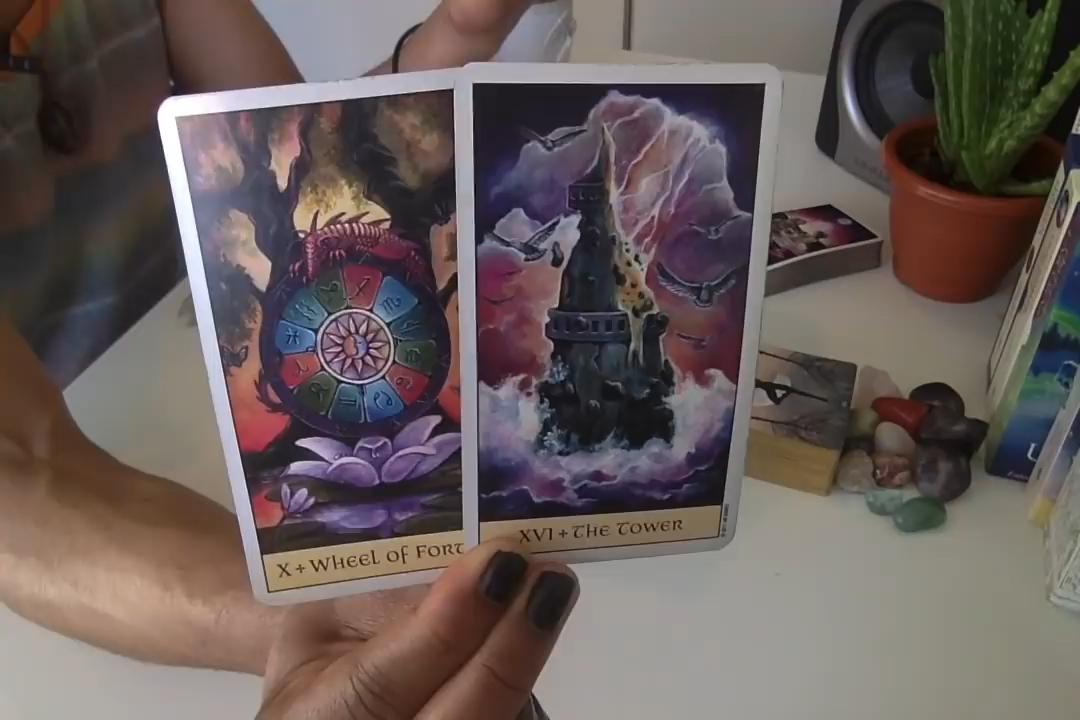 X + Wheel of Fort
XVI + The Tower